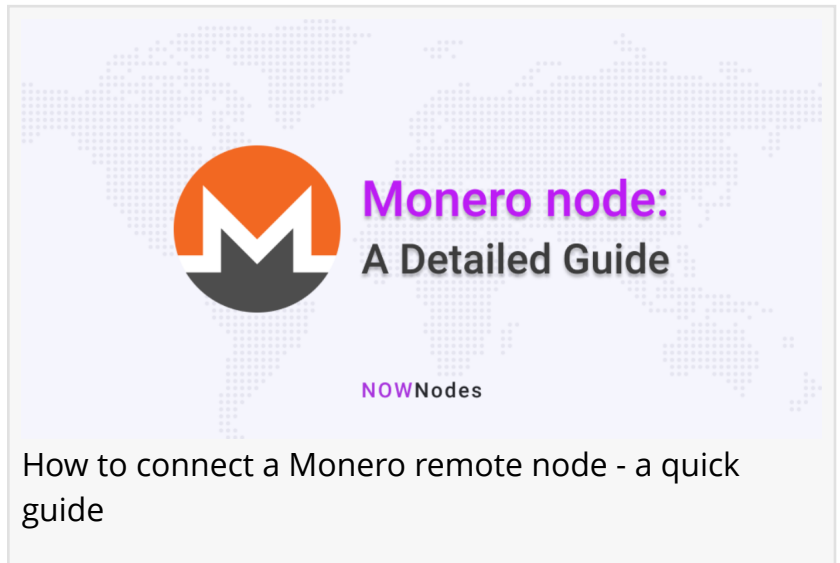 Monero node:
A Detailed Guide
NOWNodes
How to connect a Monero remote node - a quick
guide